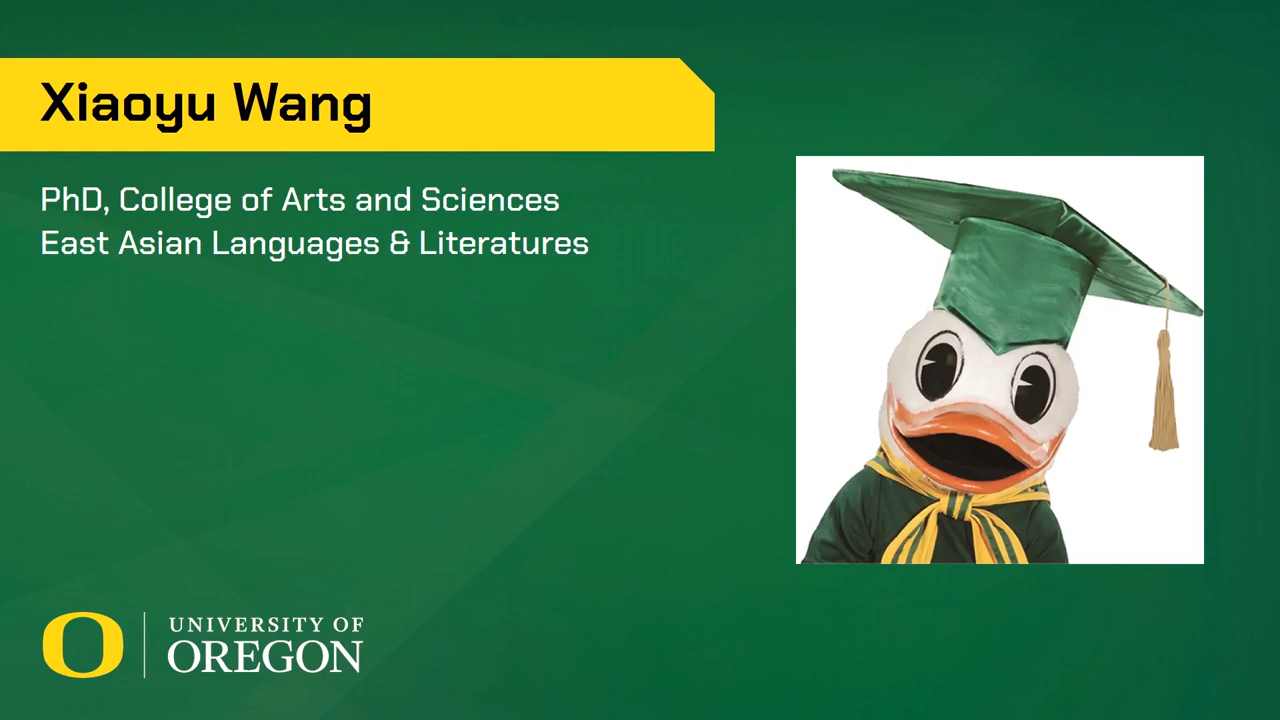 Xiaoyu Wang
PhD, College of Arts and Sciences
East Asian Languages & Literatures
O
UNIVERSITY OF
OREGON